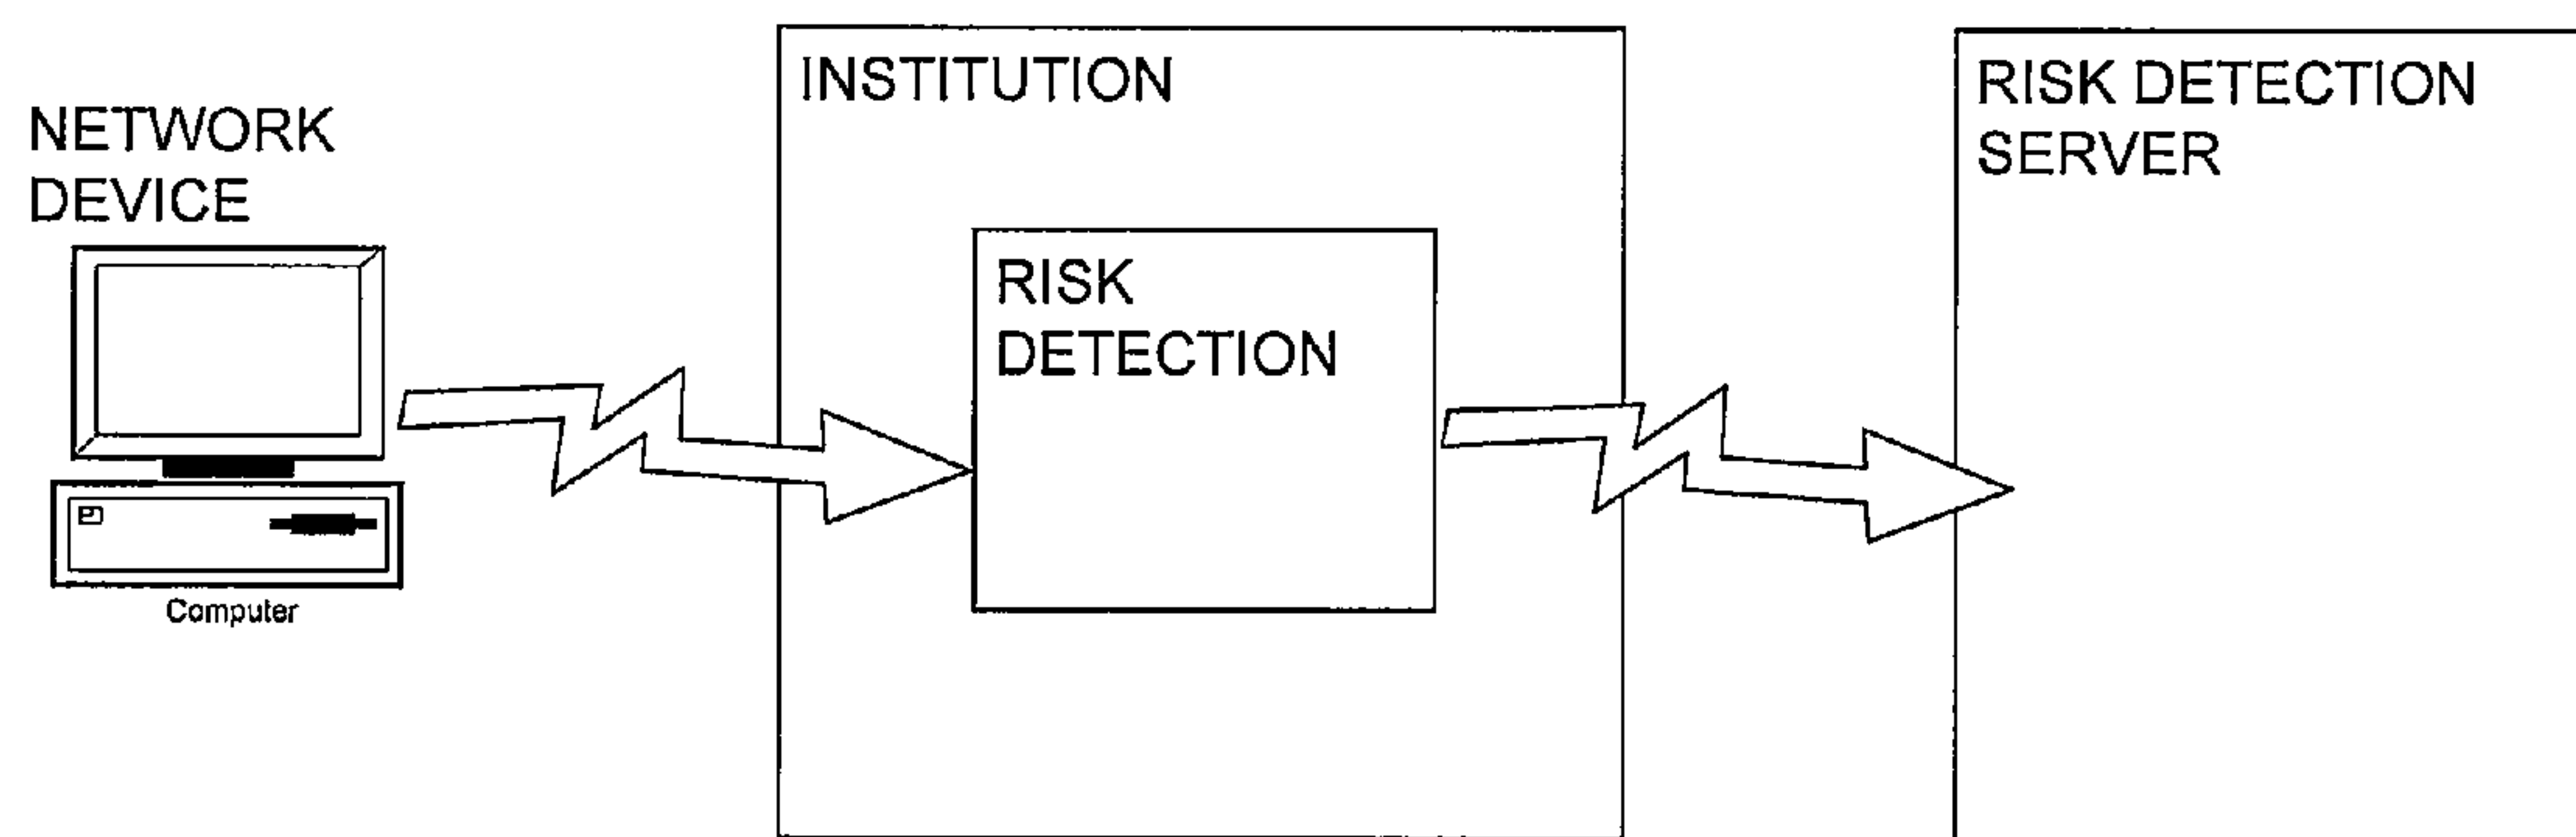 NETWORK
DEVICE
Computer
INSTITUTION
RISK
DETECTION
RISK DETECTION
SERVER